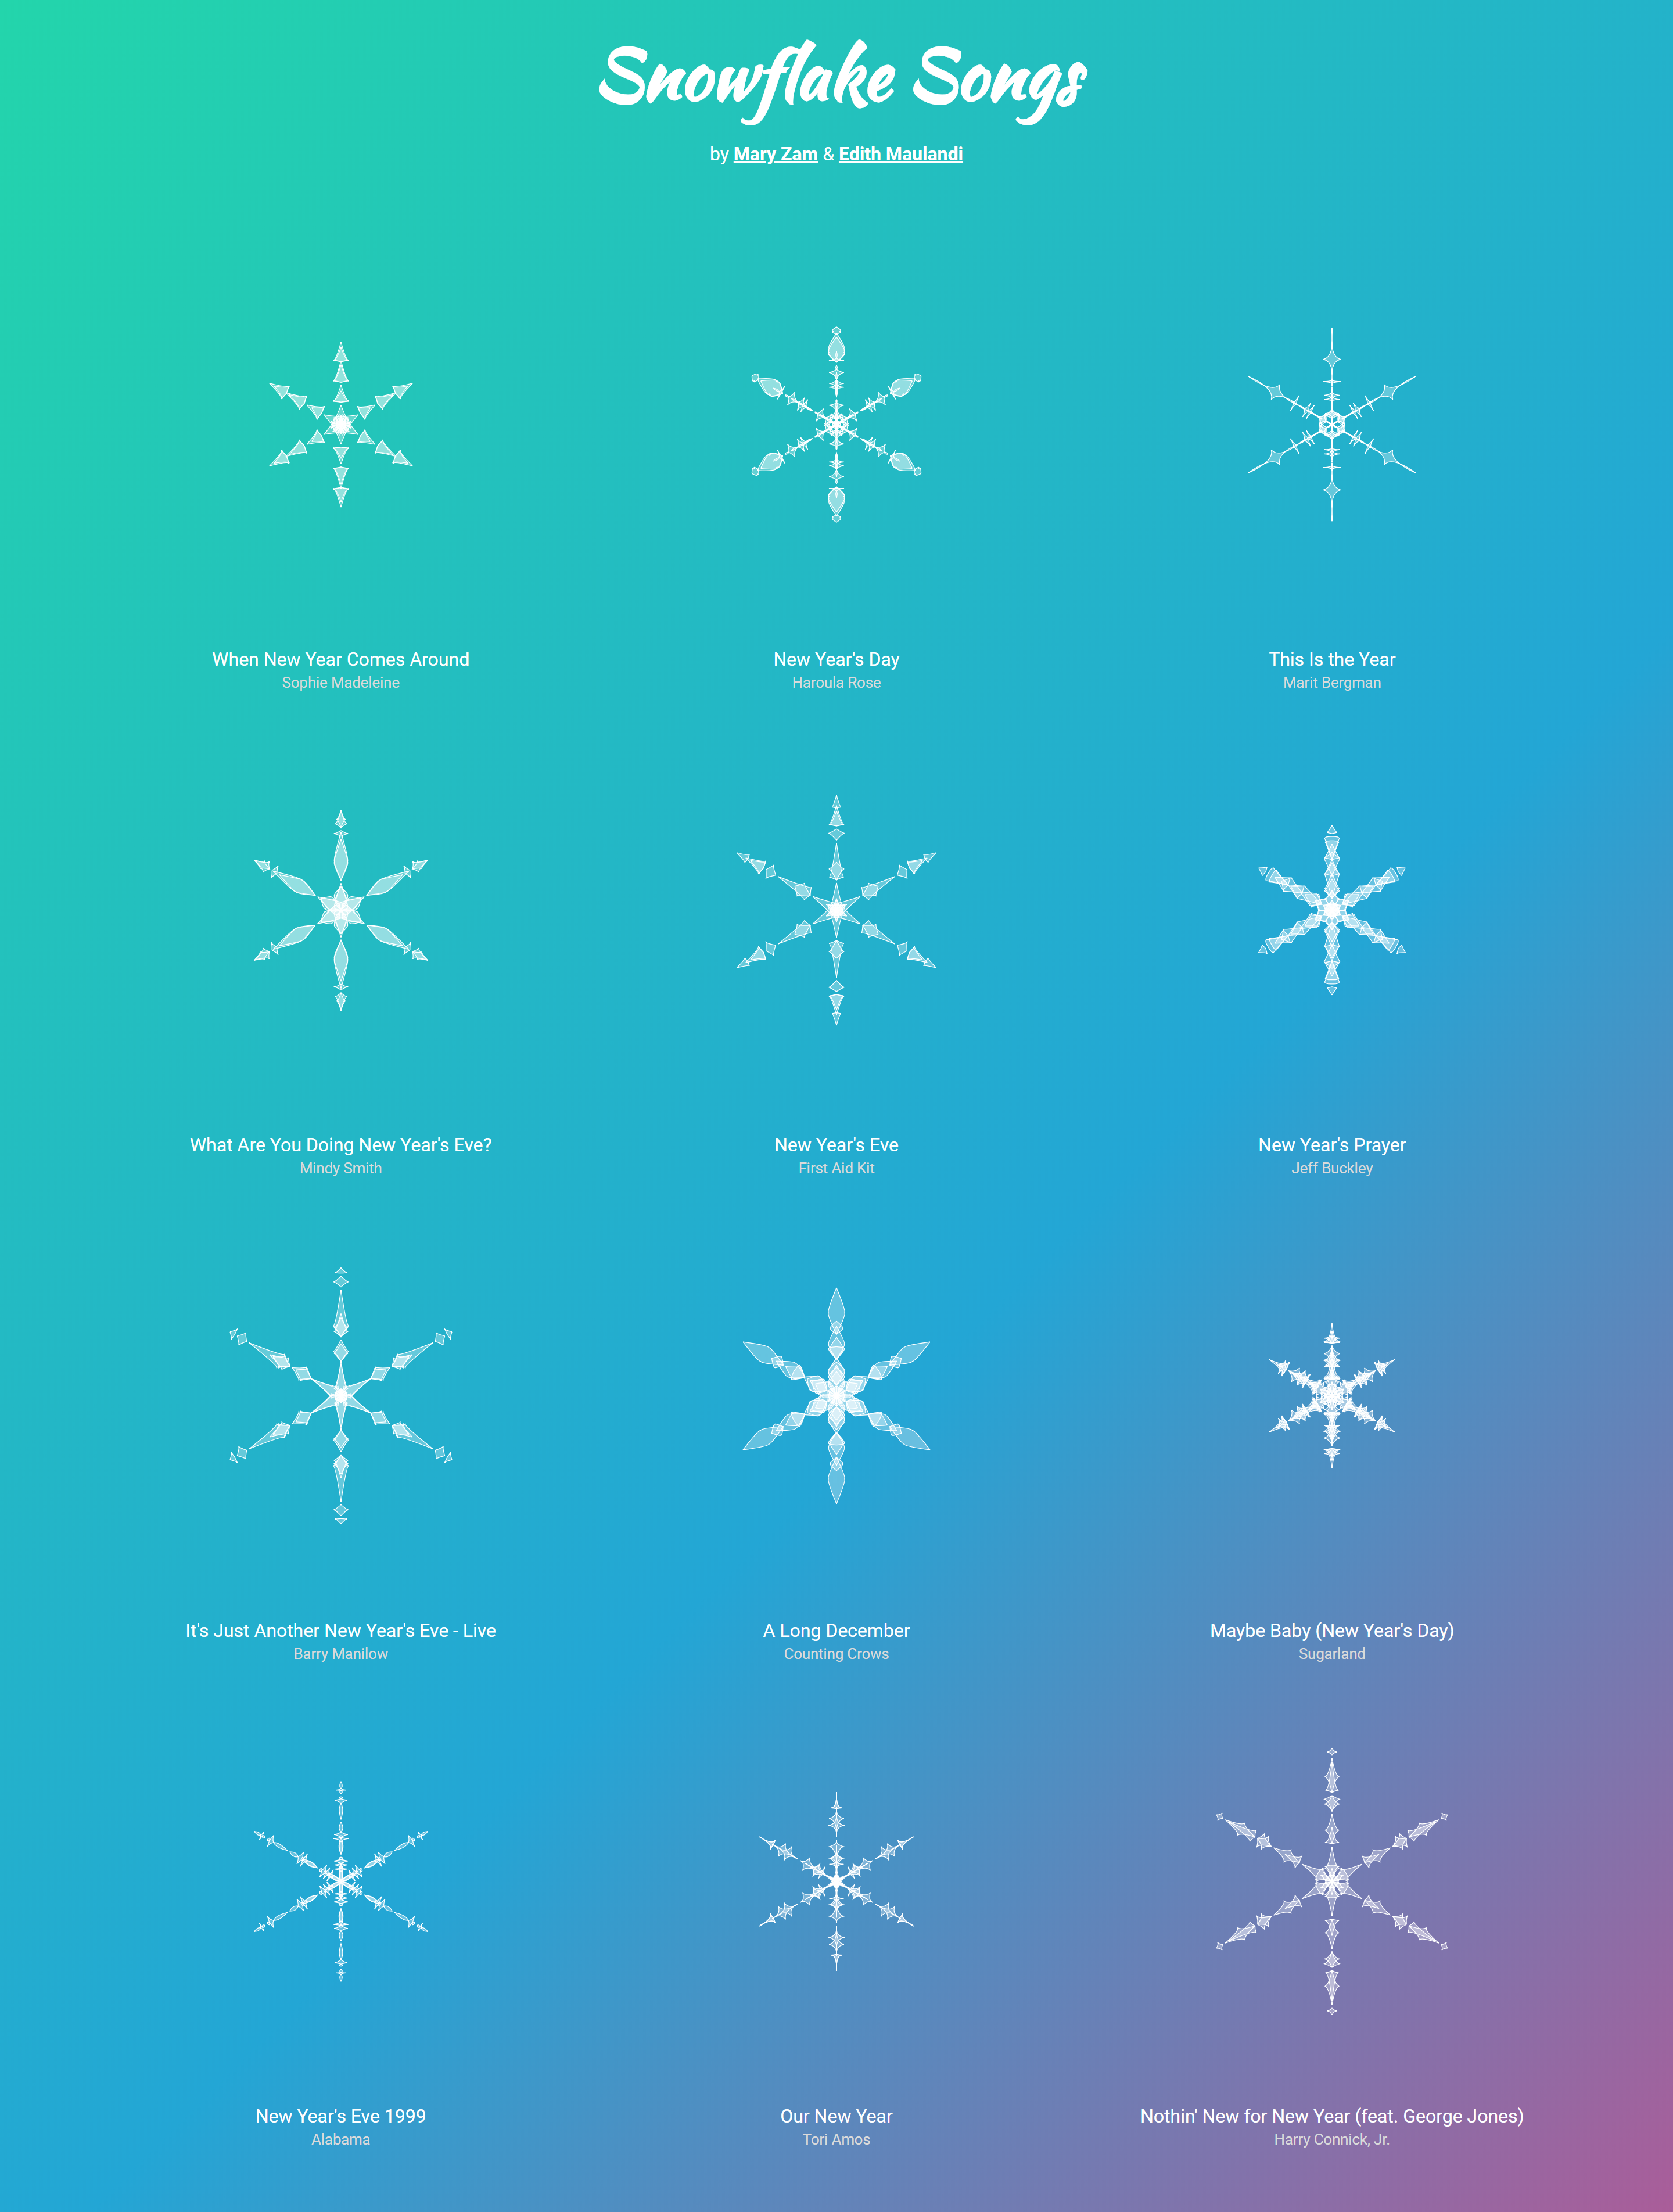 Snowflake Songs
by Mary Zam & Edith Maulandi
When New Year Comes Around
Sophie Madeleine
New Year's Day
Haroula Rose
This Is the Year
Marit Bergman
What Are You Doing New Year's Eve?
Mindy Smith
New Year's Eve
First Aid Kit
New Year's Prayer
Jeff Buckley
It's Just Another New Year's Eve - Live
Barry Manilow
A Long December
Counting Crows
Maybe Baby (New Year's Day)
Sugarland
New Year's Eve 1999
Alabama
Our New Year
Tori Amos
Nothin' New for New Year (feat. George Jones)
Harry Connick, Jr.